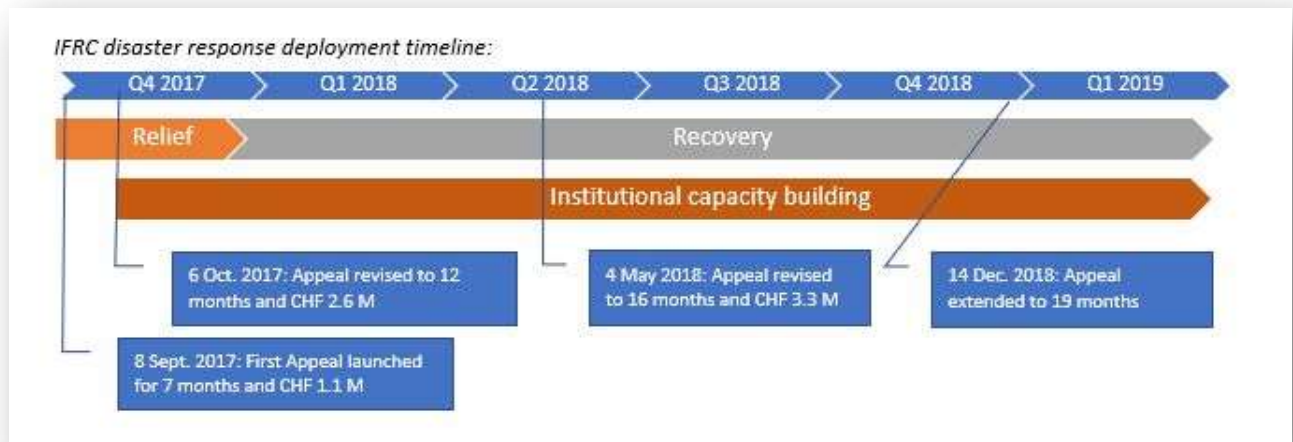 IFRC disaster response deployment timeline:
Q4 2017 Q1 2018 Q2 2018 Q3 2018 Q4 2018 Q1 2019
Relief Recovery
Institutional capacity building
6 Oct. 2017: Appeal revised to 12
months and CHF 2.6 M
4 May 2018: Appeal revised
to 16 months and CHF 3.3 M
14 Dec. 2018: Appeal
extended to 19 months
8 Sept. 2017: First Appeal launched
for 7 months and CHF 1.1 M